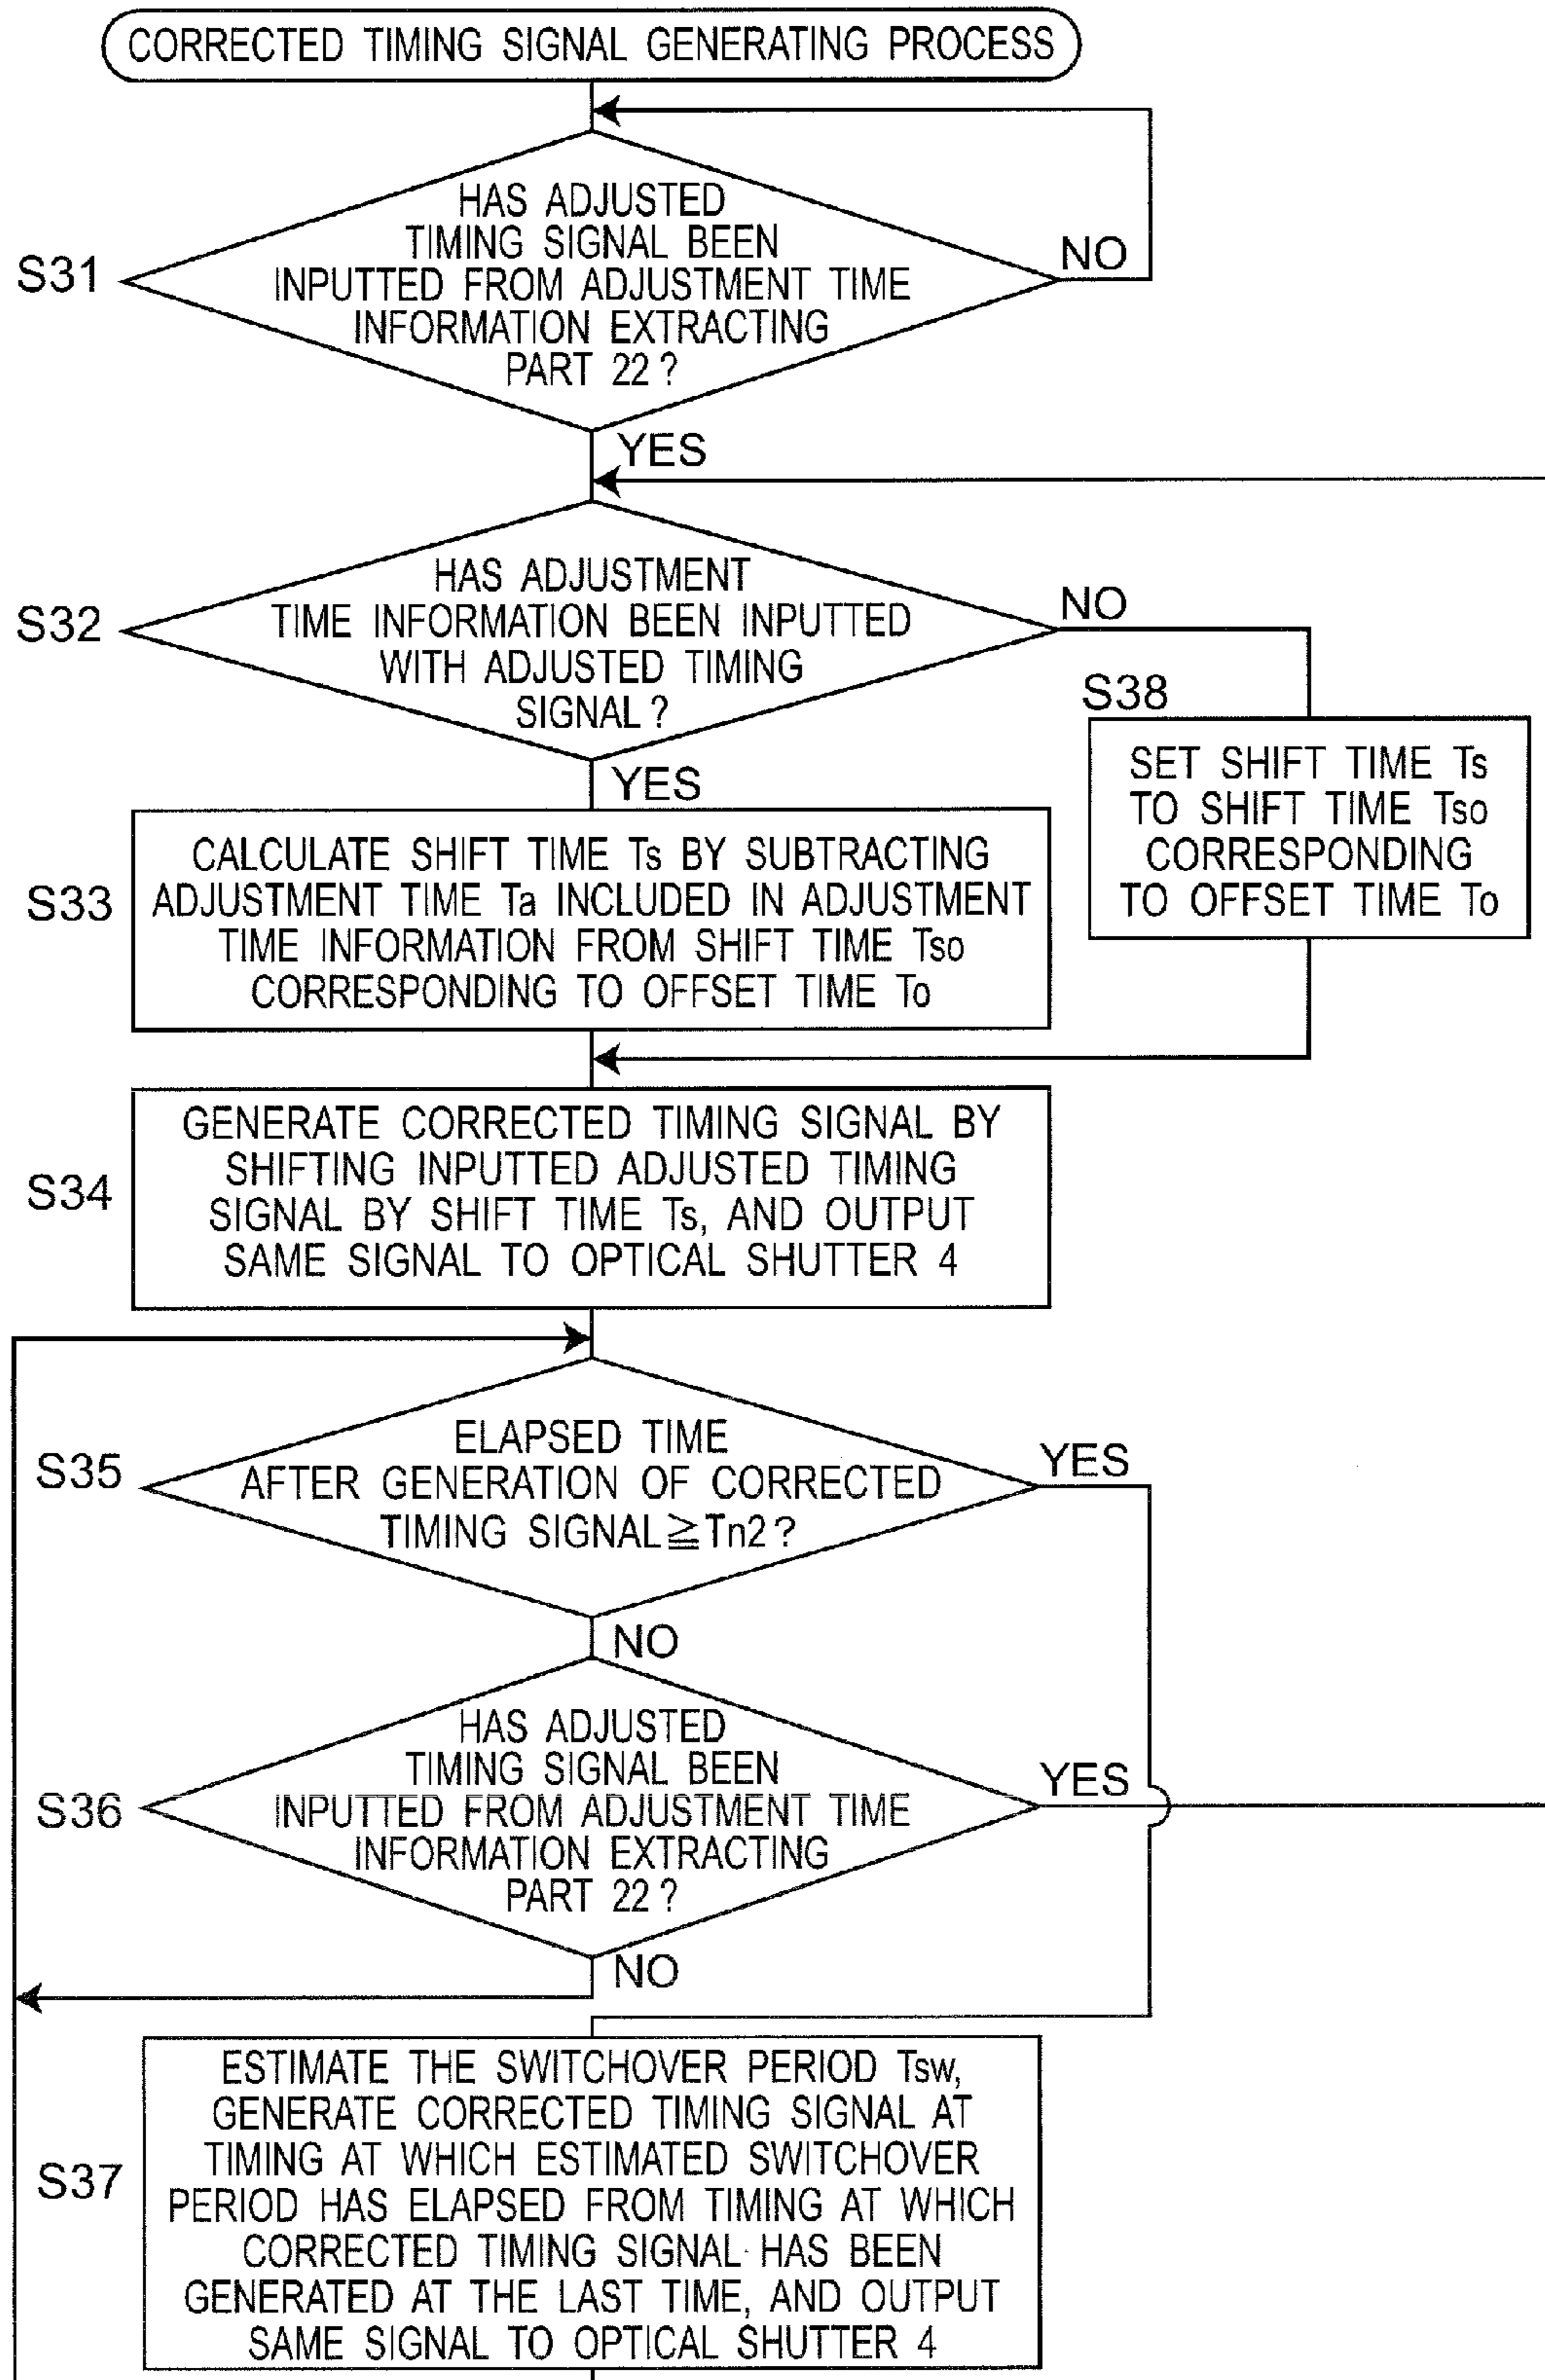 CORRECTED TIMING SIGNAL GENERATING PROCESS
HAS ADJUSTED
TIMING SIGNAL BEEN
INPUTTED FROM ADJUSTMENT TIME
INFORMATION EXTRACTING
PART 22?
S31
NO
YES
HAS ADJUSTMENT
TIME INFORMATION BEEN INPUTTED
WITH ADJUSTED TIMING
SIGNAL?
S32
NO
YES
S38
SET SHIFT TIME Ts
TO SHIFT TIME Tso
CORRESPONDING
TO OFFSET TIME To
S33
CALCULATE SHIFT TIME Ts BY SUBTRACTING
ADJUSTMENT TIME Ta INCLUDED IN ADJUSTMENT
TIME INFORMATION FROM SHIFT TIME Tso
CORRESPONDING TO OFFSET TIME To
S34
GENERATE CORRECTED TIMING SIGNAL BY
SHIFTING INPUTTED ADJUSTED TIMING
SIGNAL BY SHIFT TIME Ts, AND OUTPUT
SAME SIGNAL TO OPTICAL SHUTTER 4
S35
ELAPSED TIME
AFTER GENERATION OF CORRECTED
TIMING SIGNAL≧Tn2?
YES
NO
S36
HAS ADJUSTED
TIMING SIGNAL BEEN
INPUTTED FROM ADJUSTMENT TIME
INFORMATION EXTRACTING
PART 22?
YES
NO
S37
ESTIMATE THE SWITCHOVER PERIOD Tsw,
GENERATE CORRECTED TIMING SIGNAL AT
TIMING AT WHICH ESTIMATED SWITCHOVER
PERIOD HAS ELAPSED FROM TIMING AT WHICH
CORRECTED TIMING SIGNAL HAS BEEN
GENERATED AT THE LAST TIME, AND OUTPUT
SAME SIGNAL TO OPTICAL SHUTTER 4